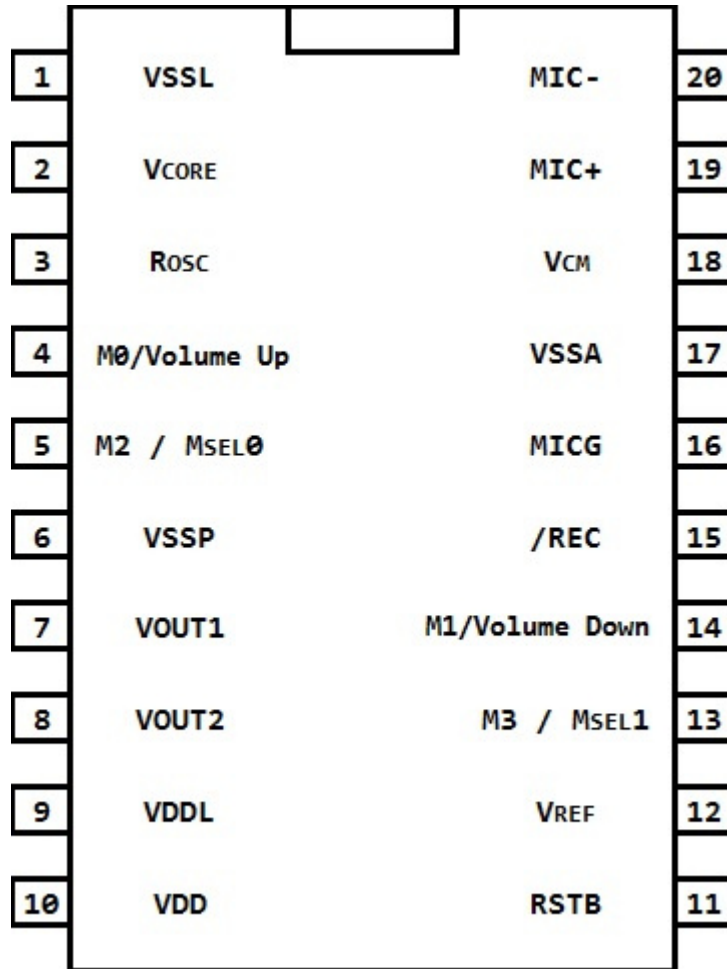 1 VSSL MIC- 20
2 VCORE MIC+ 19
3 ROSC VCM 18
4 M0/Volume Up VSSA 17
5 M2 / MSEL0 MICG 16
6 VSSP /REC 15
7 VOUT1 M1/Volume Down 14
8 VOUT2 M3 / MSEL1 13
9 VDDL VREF 12
10 VDD RSTB 11